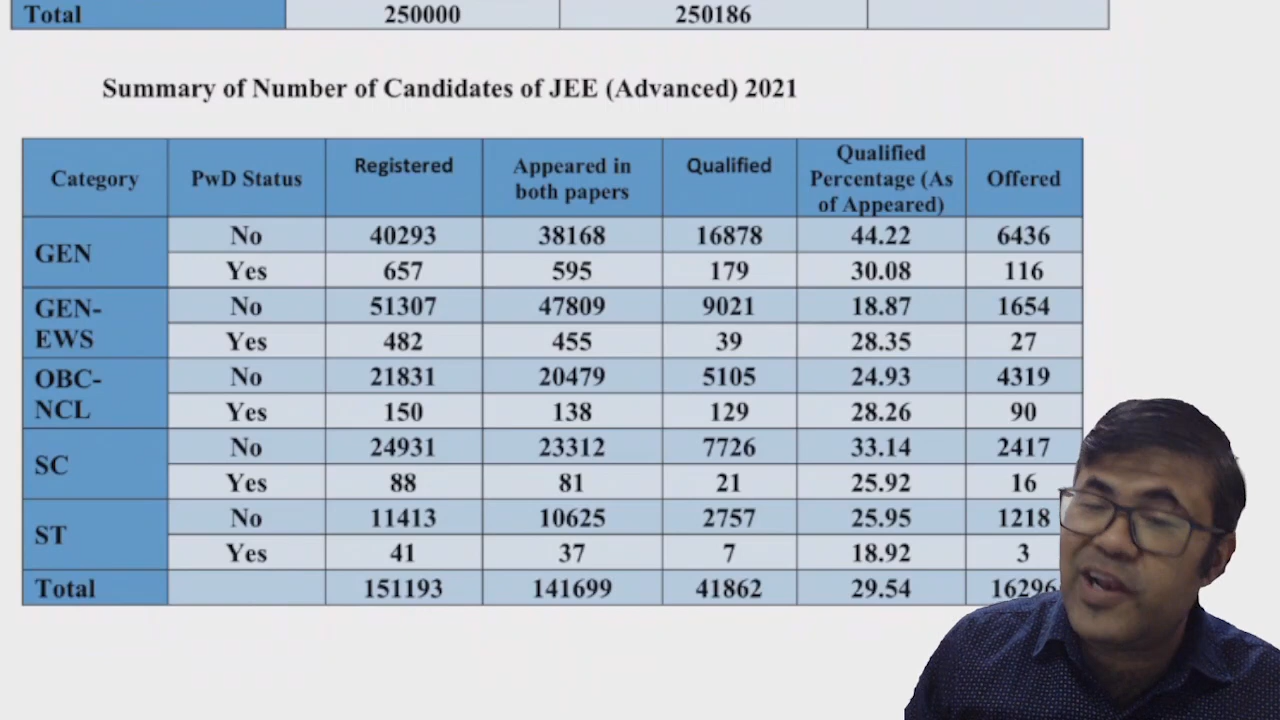 Total 250000 250186
Summary of Number of Candidates of JEE (Advanced) 2021
Category PwD Status Registered Appeared in both papers Qualified Qualified Percentage (As of Appeared) Offered
GEN No 40293 38168 16878 44.22 6436
Yes 657 595 179 30.08 116
GEN-EWS No 51307 47809 9021 18.87 1654
Yes 482 455 39 28.35 27
OBC-NCL No 21831 20479 5105 24.93 4319
Yes 150 138 129 28.26 90
SC No 24931 23312 7726 33.14 2417
Yes 88 81 21 25.92 16
ST No 11413 10625 2757 25.95 1218
Yes 41 37 7 18.92 3
Total 151193 141699 41862 29.54 16296